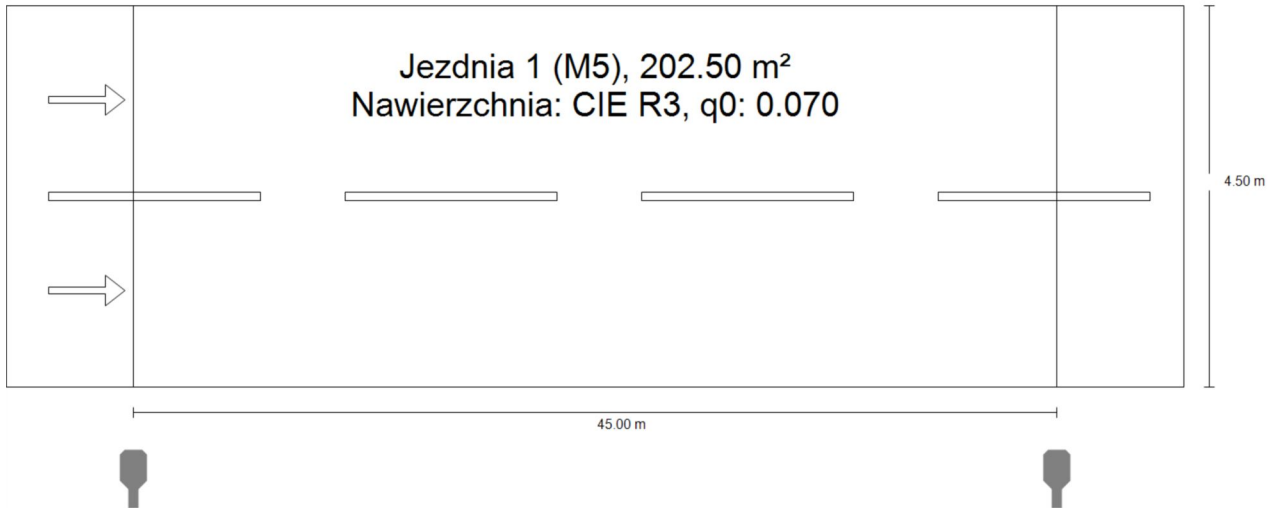 Jezdnia 1 (M5), 202.50 m²
Nawierzchnia: CIE R3, q0: 0.070
4.50 m
45.00 m